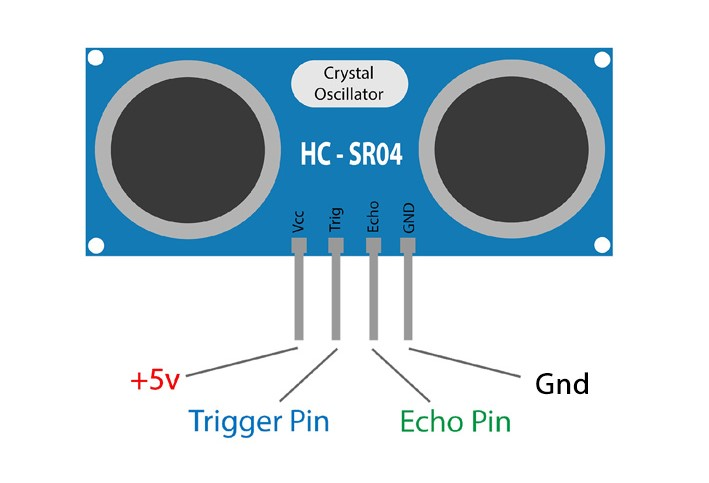 Crystal
Oscillator
HC - SR04
Vcc
Trig
Echo
GND
+5v
Gnd
Trigger Pin
Echo Pin